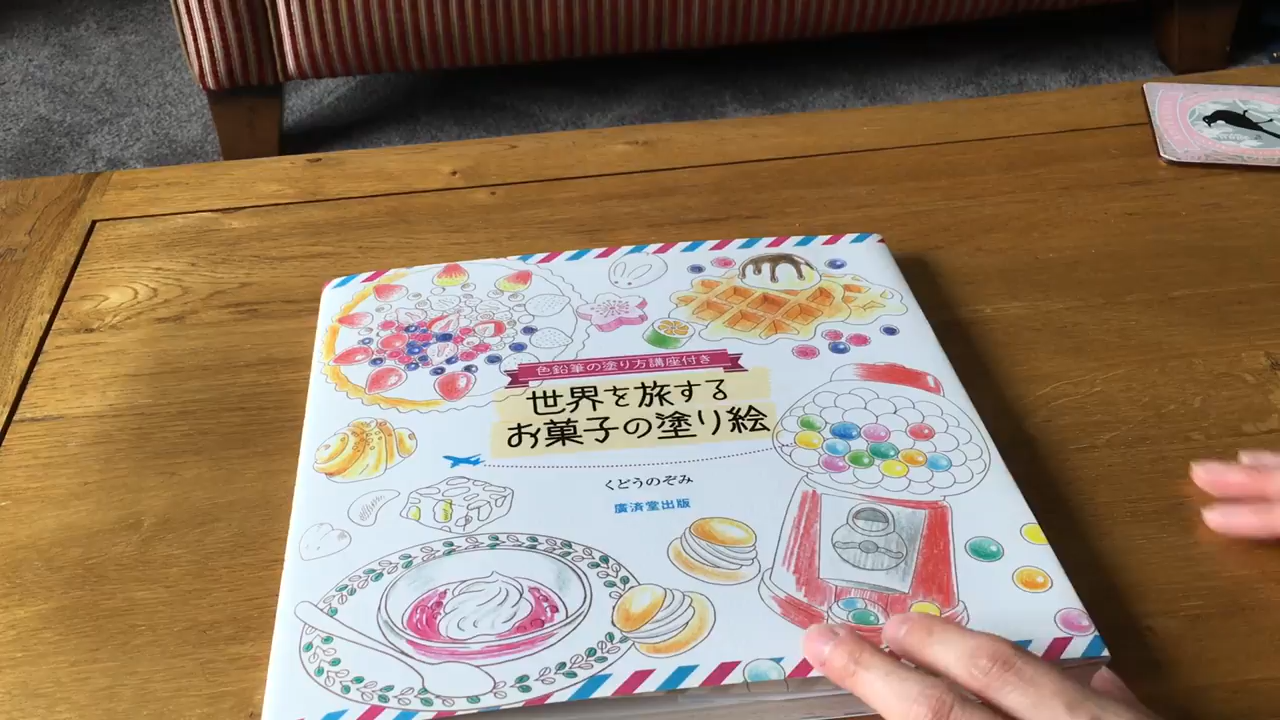 色鉛筆の塗り方講座付き
世界を旅する
お菓子の塗り絵
くどうのぞみ
廣済堂出版